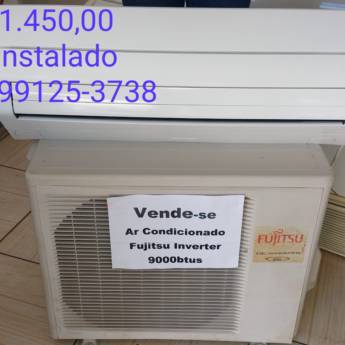 1.450,00
nstalado
99125-3738
Vende-se
Ar Condicionado
Fujitsu Inverter
9000btus
FUJITSU